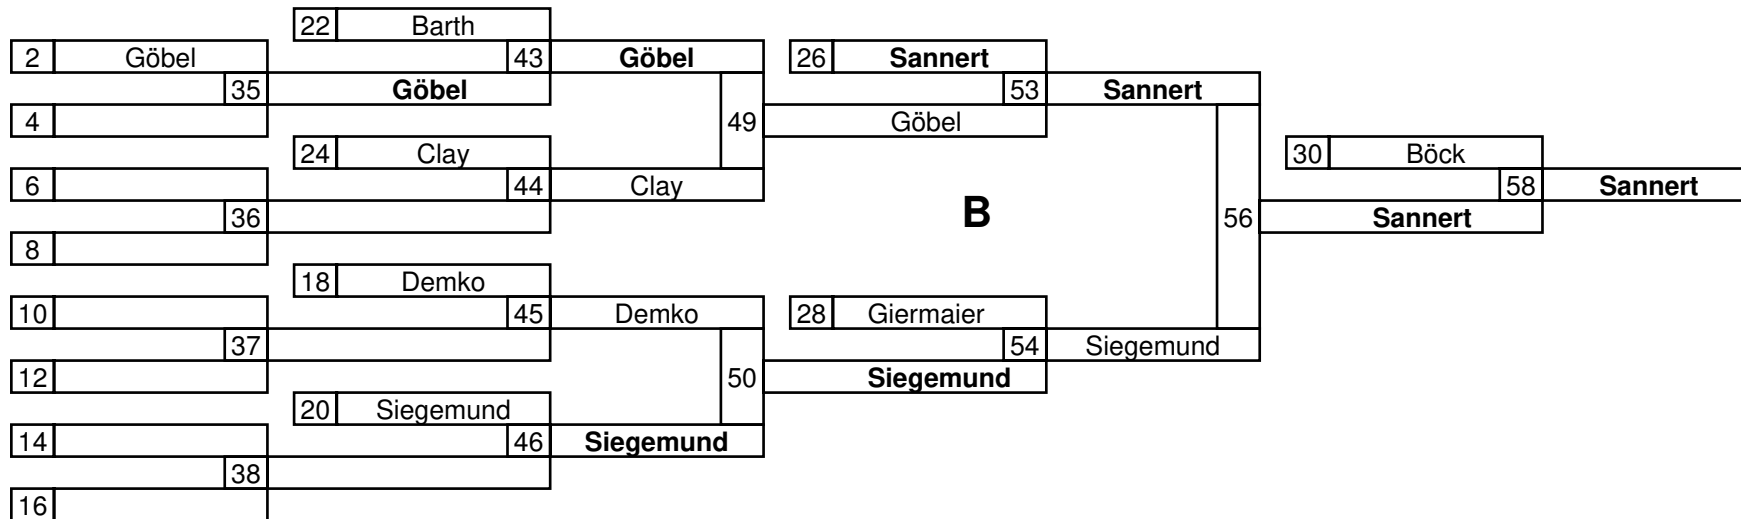 22 Barth
2 Göbel 43 Göbel 26 Sannert
35 Göbel 53 Sannert
4 49 Göbel
24 Clay 30 Böck
6 44 Clay 58 Sannert
36 B 56 Sannert
8
18 Demko
10 45 Demko 28 Giermaier
37 54 Siegemund
12 50 Siegemund
20 Siegemund
14 46 Siegemund
38
16